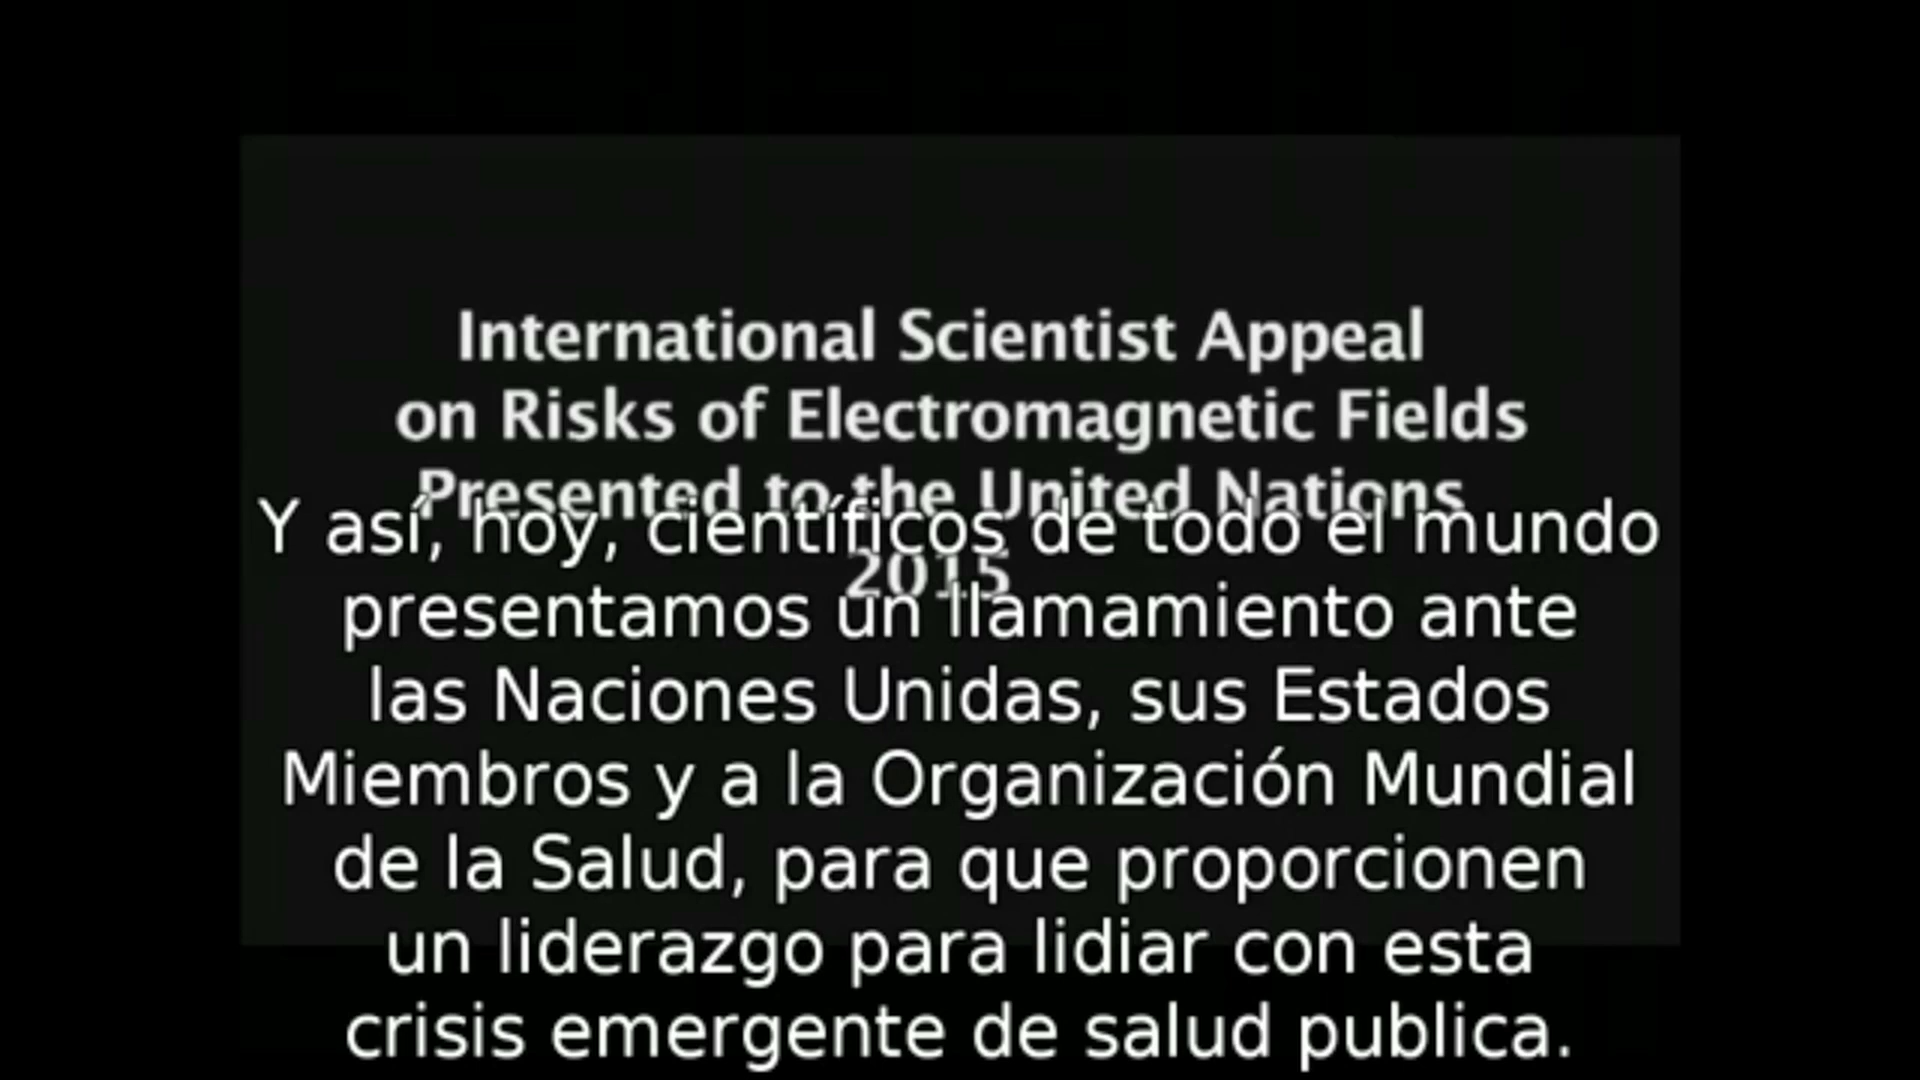 International Scientist Appeal
on Risks of Electromagnetic Fields
Presented to the United Nations
2015
Y así, hoy, científicos de todo el mundo
presentamos un llamamiento ante
las Naciones Unidas, sus Estados
Miembros y a la Organización Mundial
de la Salud, para que proporcionen
un liderazgo para lidiar con esta
crisis emergente de salud publica.